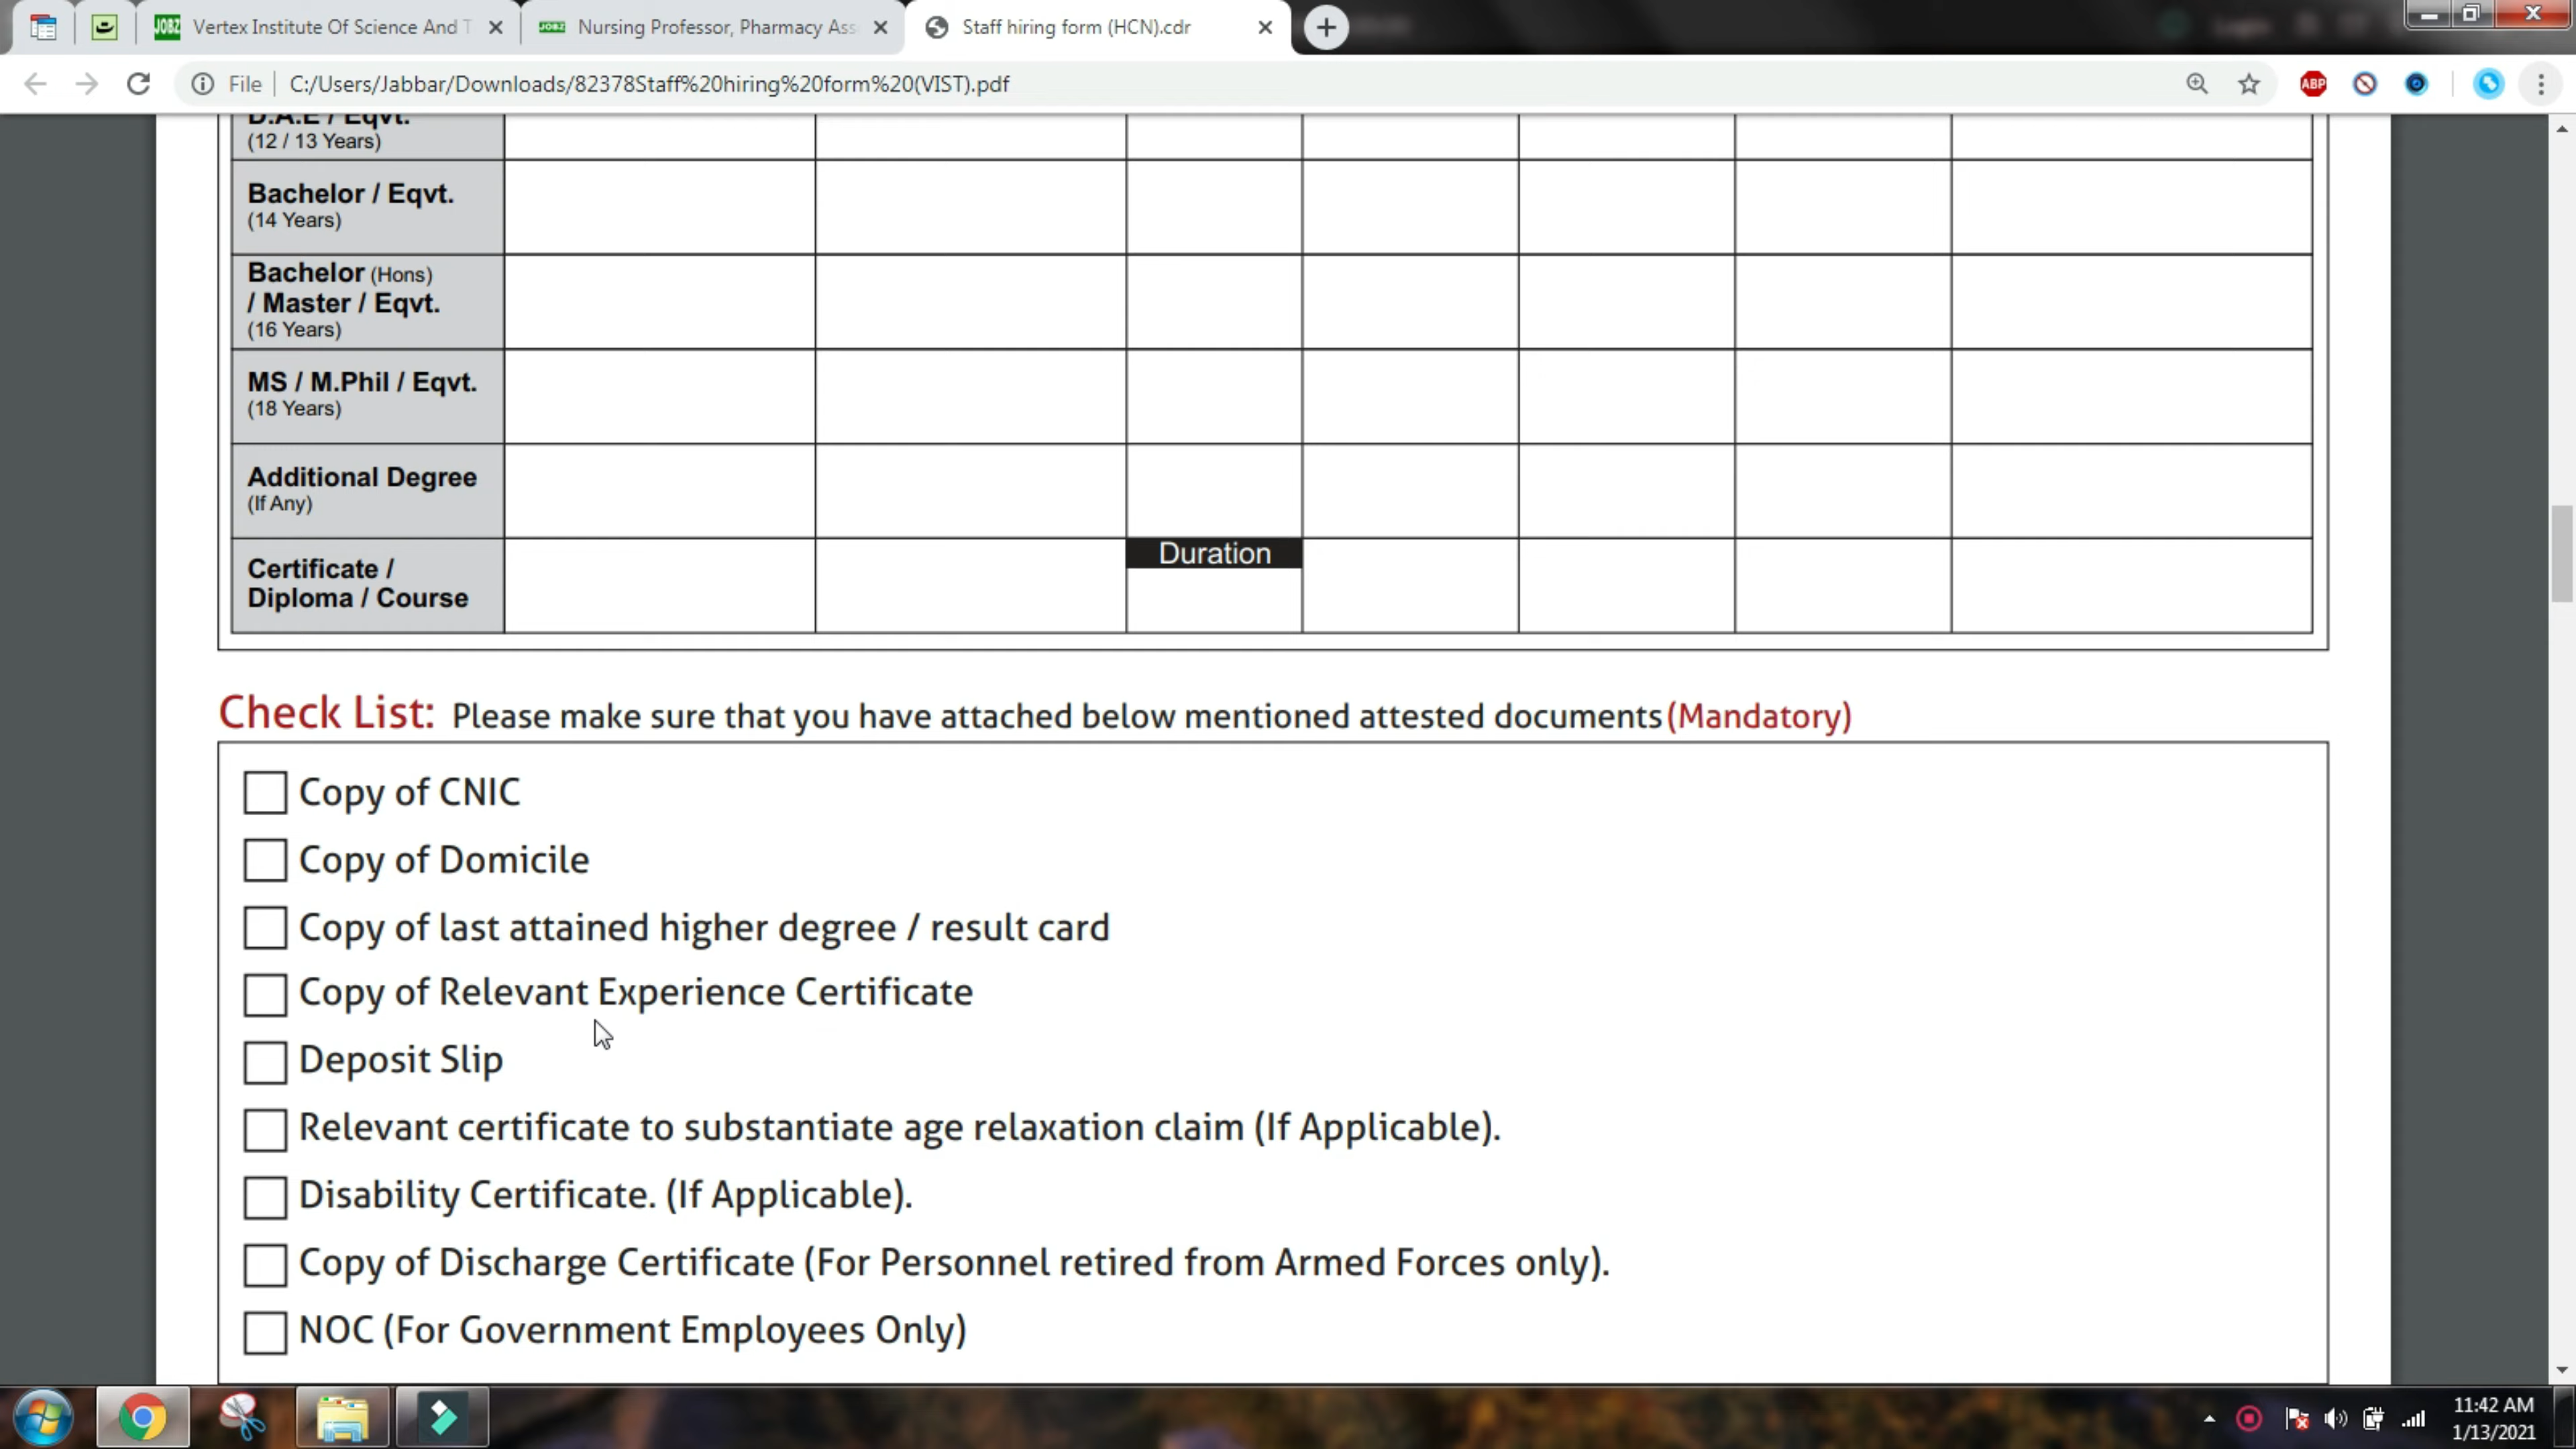 JOBZ Vertex Institute Of Science And T
JOBZ Nursing Professor, Pharmacy Ass
Staff hiring form (HCN).cdr
File C:/Users/Jabbar/Downloads/82378Staff%20hiring%20form%20(VIST).pdf
ABP
D.A.E / Eqvt.
(12 / 13 Years)
Bachelor / Eqvt.
(14 Years)
Bachelor (Hons)
/ Master / Eqvt.
(16 Years)
MS / M.Phil / Eqvt.
(18 Years)
Additional Degree
(If Any)
Certificate /
Diploma / Course
Duration
Check List: Please make sure that you have attached below mentioned attested documents (Mandatory)
Copy of CNIC
Copy of Domicile
Copy of last attained higher degree / result card
Copy of Relevant Experience Certificate
Deposit Slip
Relevant certificate to substantiate age relaxation claim (If Applicable).
Disability Certificate. (If Applicable).
Copy of Discharge Certificate (For Personnel retired from Armed Forces only).
NOC (For Government Employees Only)
11:42 AM
1/13/2021